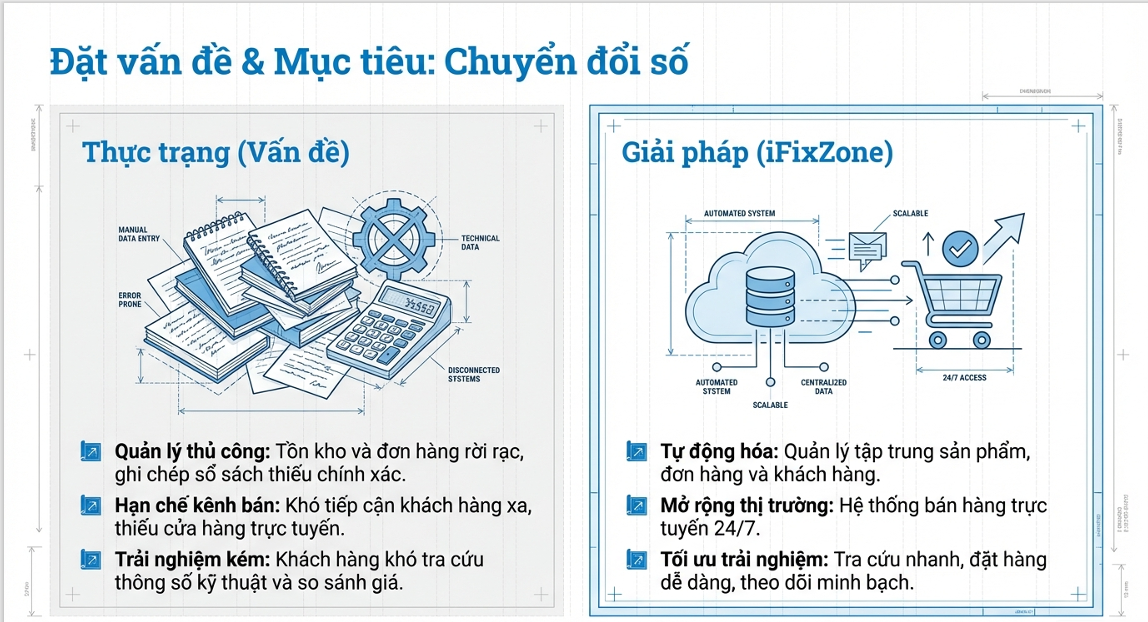 Đặt vấn đề & Mục tiêu: Chuyển đổi số
Thực trạng (Vấn đề)
MANUAL
DATA ENTRY
TECHNICAL
DATA
ERROR
PRONE
DISCONNECTED
STSTEMS
Quản lý thủ công: Tồn kho và đơn hàng rời rạc,
ghi chép sổ sách thiếu chính xác.
Hạn chế kênh bán: Khó tiếp cận khách hàng xa,
thiếu cửa hàng trực tuyến.
Trải nghiệm kém: Khách hàng khó tra cứu
thông số kỹ thuật và so sánh giá.
Giải pháp (iFixZone)
AUTOMATED SYSTEM
SCALABLE
AUTOMATED
SYSTEM
SCALABLE
CENTRALIZED
DATA
24/7 ACCESS
Tự động hóa: Quản lý tập trung sản phẩm,
đơn hàng và khách hàng.
Mở rộng thị trường: Hệ thống bán hàng trực
tuyến 24/7.
Tối ưu trải nghiệm: Tra cứu nhanh, đặt hàng
dễ dàng, theo dõi minh bạch.